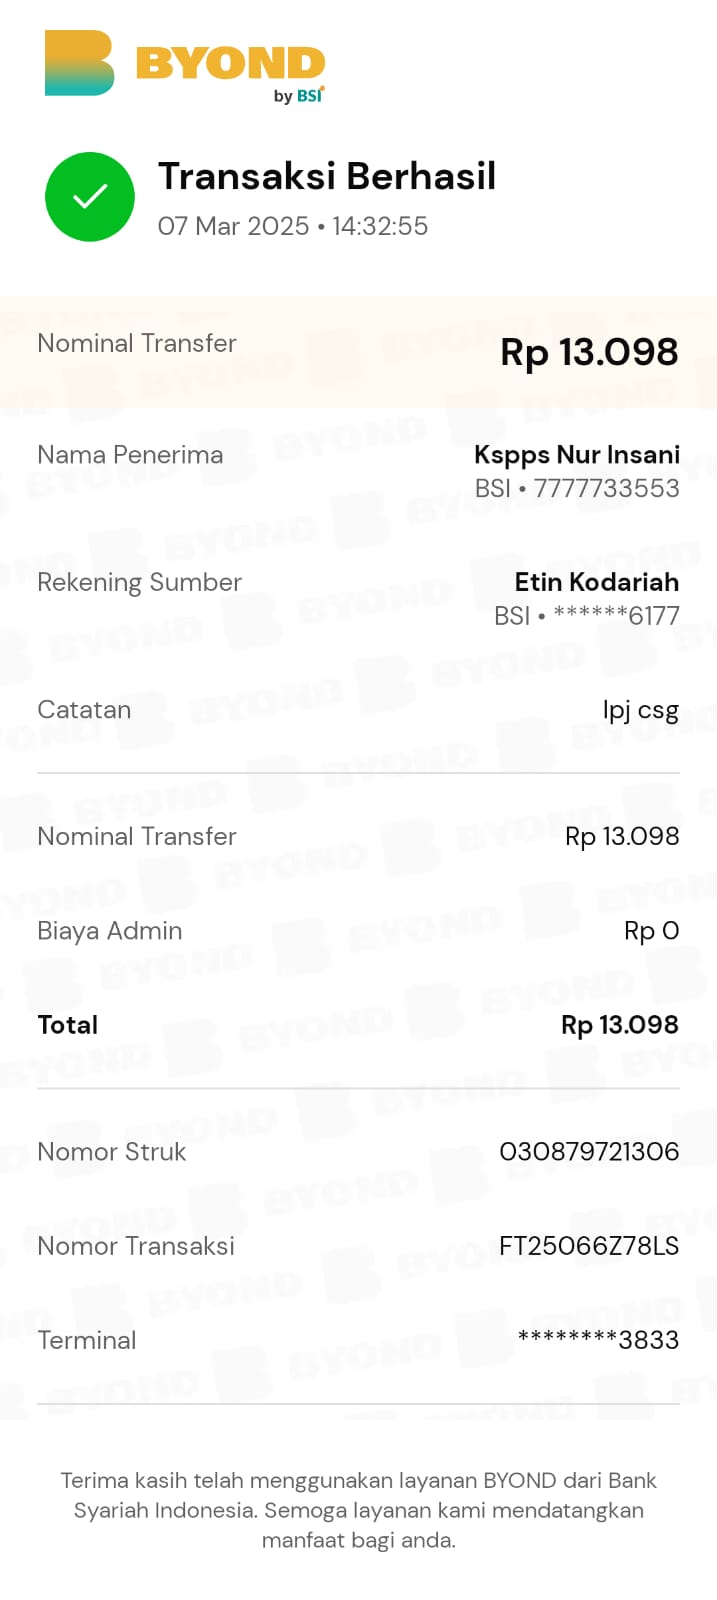 BYOND
by BSI
Transaksi Berhasil
07 Mar 2025 • 14:32:55
Nominal Transfer
Rp 13.098
Nama Penerima
Kspps Nur Insani
BSI • 7777733553
Rekening Sumber
Etin Kodariah
BSI • ******6177
Catatan
lpj csg
Nominal Transfer
Rp 13.098
Biaya Admin
Rp 0
Total
Rp 13.098
Nomor Struk
030879721306
Nomor Transaksi
FT25066Z78LS
Terminal
********3833
Terima kasih telah menggunakan layanan BYOND dari Bank
Syariah Indonesia. Semoga layanan kami mendatangkan
manfaat bagi anda.